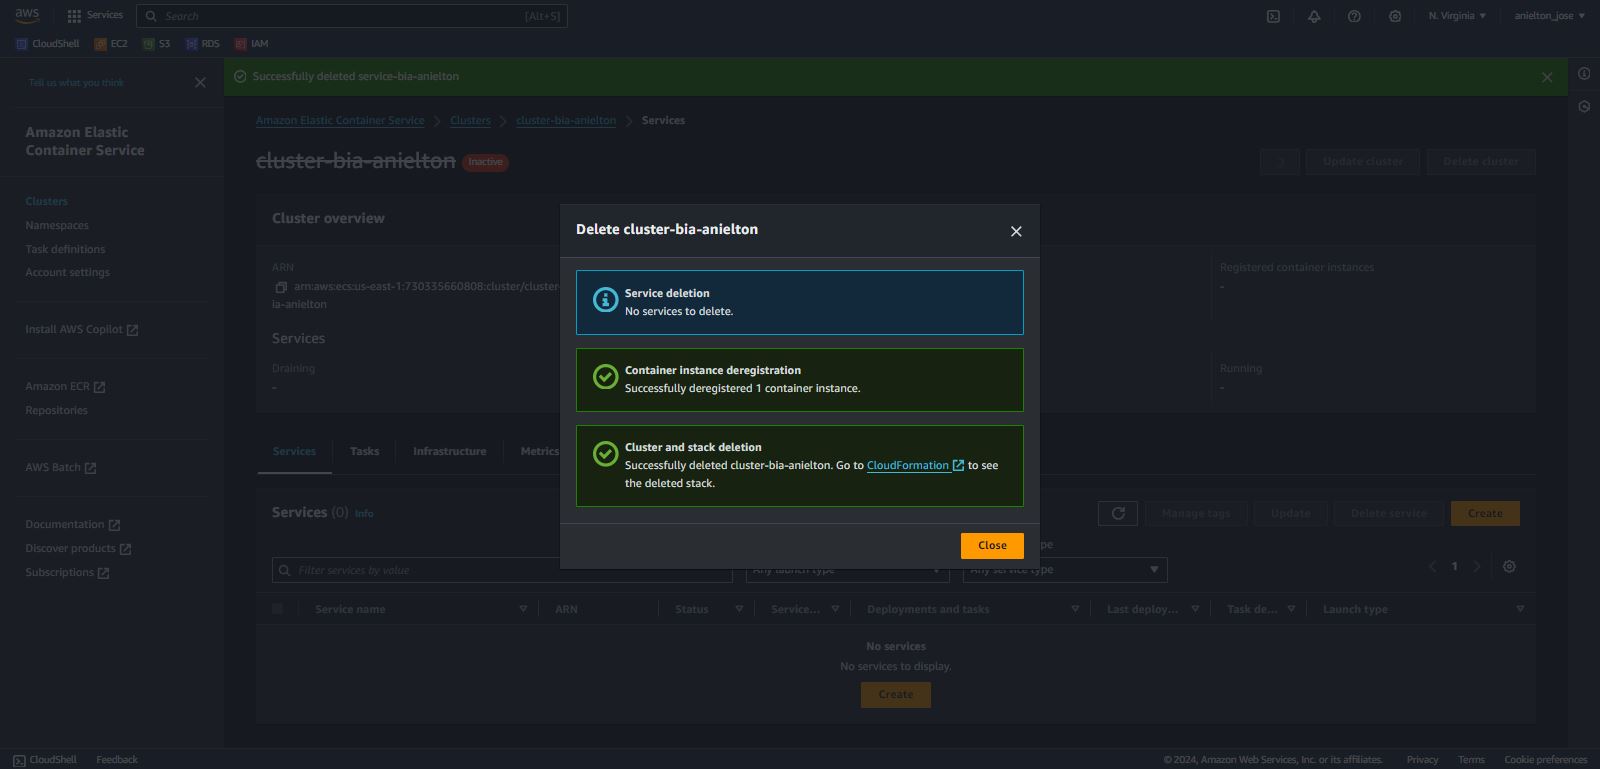 aws
Services
Search
[Alt+S]
N. Virginia
anielton_jose
CloudShell
EC2
S3
RDS
IAM
Tell us what you think
Successfully deleted service-bia-anielton
Amazon Elastic Container Service
Clusters
Namespaces
Task definitions
Account settings
Install AWS Copilot
Amazon ECR
Repositories
AWS Batch
Documentation
Discover products
Subscriptions
Amazon Elastic Container Service
Clusters
cluster-bia-anielton
Services
cluster-bia-anielton
Inactive
Update cluster
Delete cluster
Cluster overview
ARN
arn:aws:ecs:us-east-1:730335660808:cluster/cluster-
ia-anielton
Registered container instances
-
Services
Draining
-
Running
-
Delete cluster-bia-anielton
Service deletion
No services to delete.
Container instance deregistration
Successfully deregistered 1 container instance.
Cluster and stack deletion
Successfully deleted cluster-bia-anielton. Go to CloudFormation to see
the deleted stack.
Close
Services
Tasks
Infrastructure
Metrics
Services (0)
Info
Manage tags
Update
Delete service
Create
Filter services by value
Any launch type
Any service type
1
Service name
ARN
Status
Service...
Deployments and tasks
Last deploy...
Task de...
Launch type
No services
No services to display.
Create
CloudShell
Feedback
© 2024, Amazon Web Services, Inc. or its affiliates.
Privacy
Terms
Cookie preferences